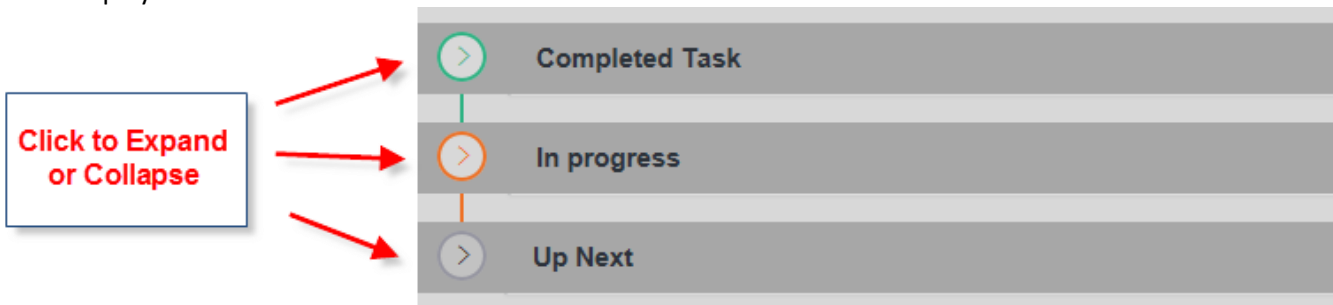 Completed Task
Click to Expand
or Collapse
In progress
Up Next